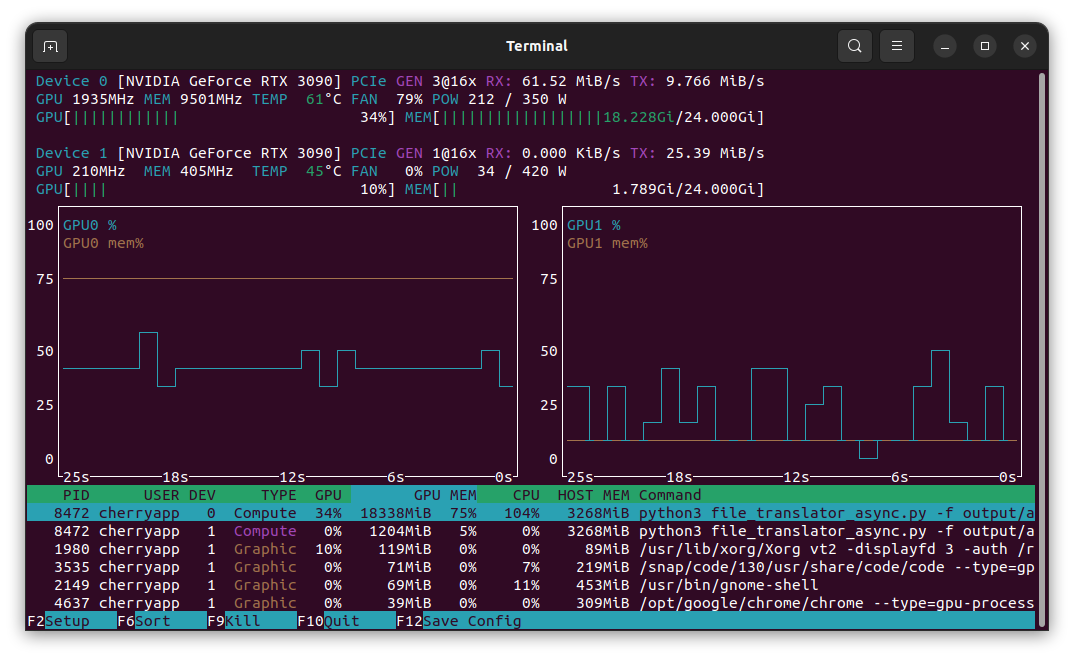 Terminal
Device 0 [NVIDIA GeForce RTX 3090] PCIe GEN 3@16x RX: 61.52 MiB/s TX: 9.766 MiB/s
GPU 1935MHz MEM 9501MHz TEMP  61°C FAN  79% POW 212 / 350 W
GPU[||||||||||||                    34%] MEM[||||||||||||||||||18.228Gi/24.000Gi]
Device 1 [NVIDIA GeForce RTX 3090] PCIe GEN 1@16x RX: 0.000 KiB/s TX: 25.39 MiB/s
GPU 210MHz  MEM 405MHz  TEMP  45°C FAN   0% POW  34 / 420 W
GPU[||||                            10%] MEM[||                 1.789Gi/24.000Gi]
100 GPU0 %
GPU0 mem%
75
50
25
0
25s 18s 12s 6s 0s
100 GPU1 %
GPU1 mem%
75
50
25
0
25s 18s 12s 6s 0s
PID USER DEV TYPE GPU GPU MEM CPU HOST MEM Command
8472 cherryapp 0 Compute 34% 18338MiB 75% 104% 3268MiB python3 file_translator_async.py -f output/a
8472 cherryapp 1 Compute 0% 1204MiB 5% 0% 3268MiB python3 file_translator_async.py -f output/a
1980 cherryapp 1 Graphic 10% 119MiB 0% 0% 89MiB /usr/lib/xorg/Xorg vt2 -displayfd 3 -auth /r
3535 cherryapp 1 Graphic 0% 71MiB 0% 7% 219MiB /snap/code/130/usr/share/code/code --type=gp
2149 cherryapp 1 Graphic 0% 69MiB 0% 11% 453MiB /usr/bin/gnome-shell
4637 cherryapp 1 Graphic 0% 39MiB 0% 0% 309MiB /opt/google/chrome/chrome --type=gpu-process
F2Setup F6Sort F9Kill F10Quit F12Save Config